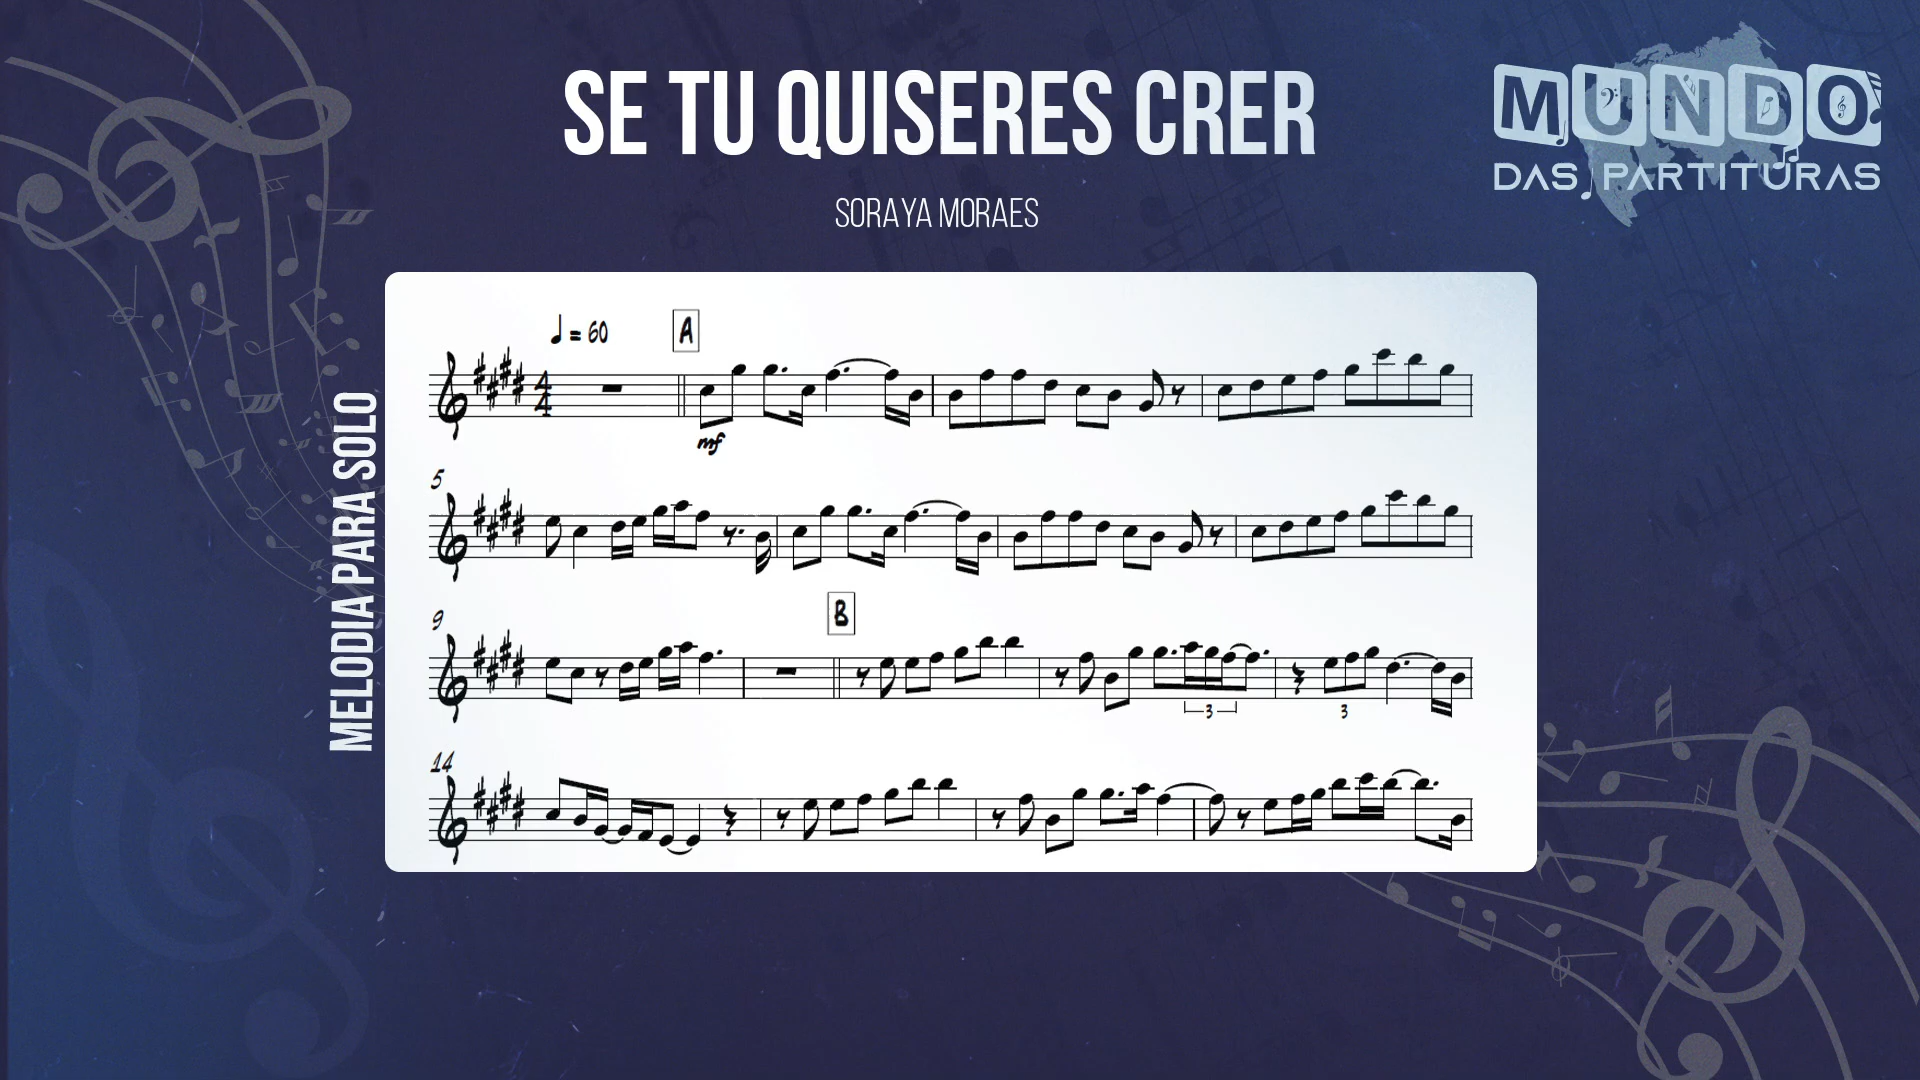 SE TU QUISERES CRER
SORAYA MORAES
MUNDO
DAS PARTITURAS
MELODIA PARA SOLO
= 60
A
4
4
mf
5
9
B
3
3
14